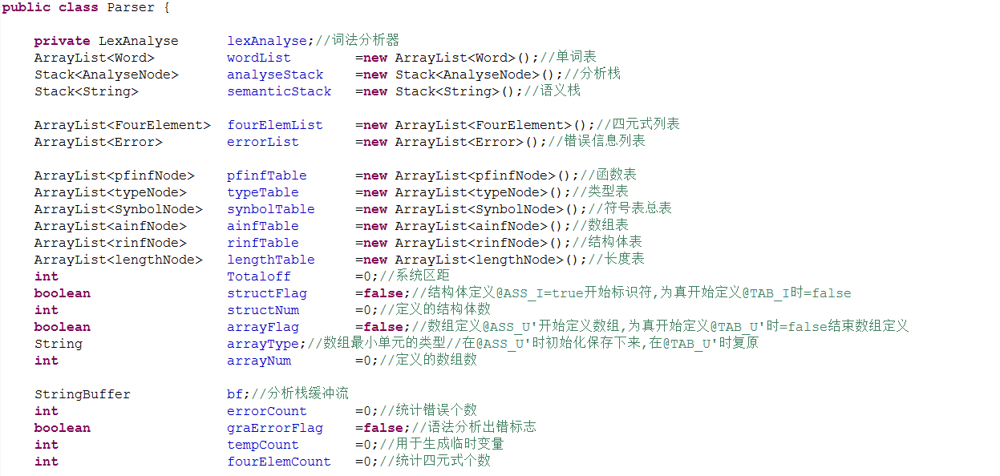 public class Parser {
private LexAnalyse lexAnalyse;//词法分析器
ArrayList<Word> wordList =new ArrayList<Word>();//单词表
Stack<AnalyseNode> analyseStack =new Stack<AnalyseNode>();//分析栈
Stack<String> semanticStack =new Stack<String>();//语义栈
ArrayList<FourElement> fourElemList =new ArrayList<FourElement>();//四元式列表
ArrayList<Error> errorList =new ArrayList<Error>();//错误信息列表
ArrayList<pfinfNode> pfinfTable =new ArrayList<pfinfNode>();//函数表
ArrayList<typeNode> typeTable =new ArrayList<typeNode>();//类型表
ArrayList<SynbolNode> synbolTable =new ArrayList<SynbolNode>();//符号表总表
ArrayList<ainfNode> ainfTable =new ArrayList<ainfNode>();//数组表
ArrayList<rinfNode> rinfTable =new ArrayList<rinfNode>();//结构体表
ArrayList<lengthNode> lengthTable =new ArrayList<lengthNode>();//长度表
int Totaloff =0;//系统区距
boolean structFlag =false;//结构体定义@ASS_I=true开始标识符,为真开始定义@TAB_I时=false
int structNum =0;//定义的结构体数
boolean arrayFlag =false;//数组定义@ASS_U'开始定义数组,为真开始定义@TAB_U'时=false结束数组定义
String arrayType;//数组最小单元的类型//在@ASS_U'时初始化保存下来,在@TAB_U'时复原
int arrayNum =0;//定义的数组数
StringBuffer bf;//分析栈缓冲流
int errorCount =0;//统计错误个数
boolean graErrorFlag =false;//语法分析出错标志
int tempCount =0;//用于生成临时变量
int fourElemCount =0;//统计四元式个数